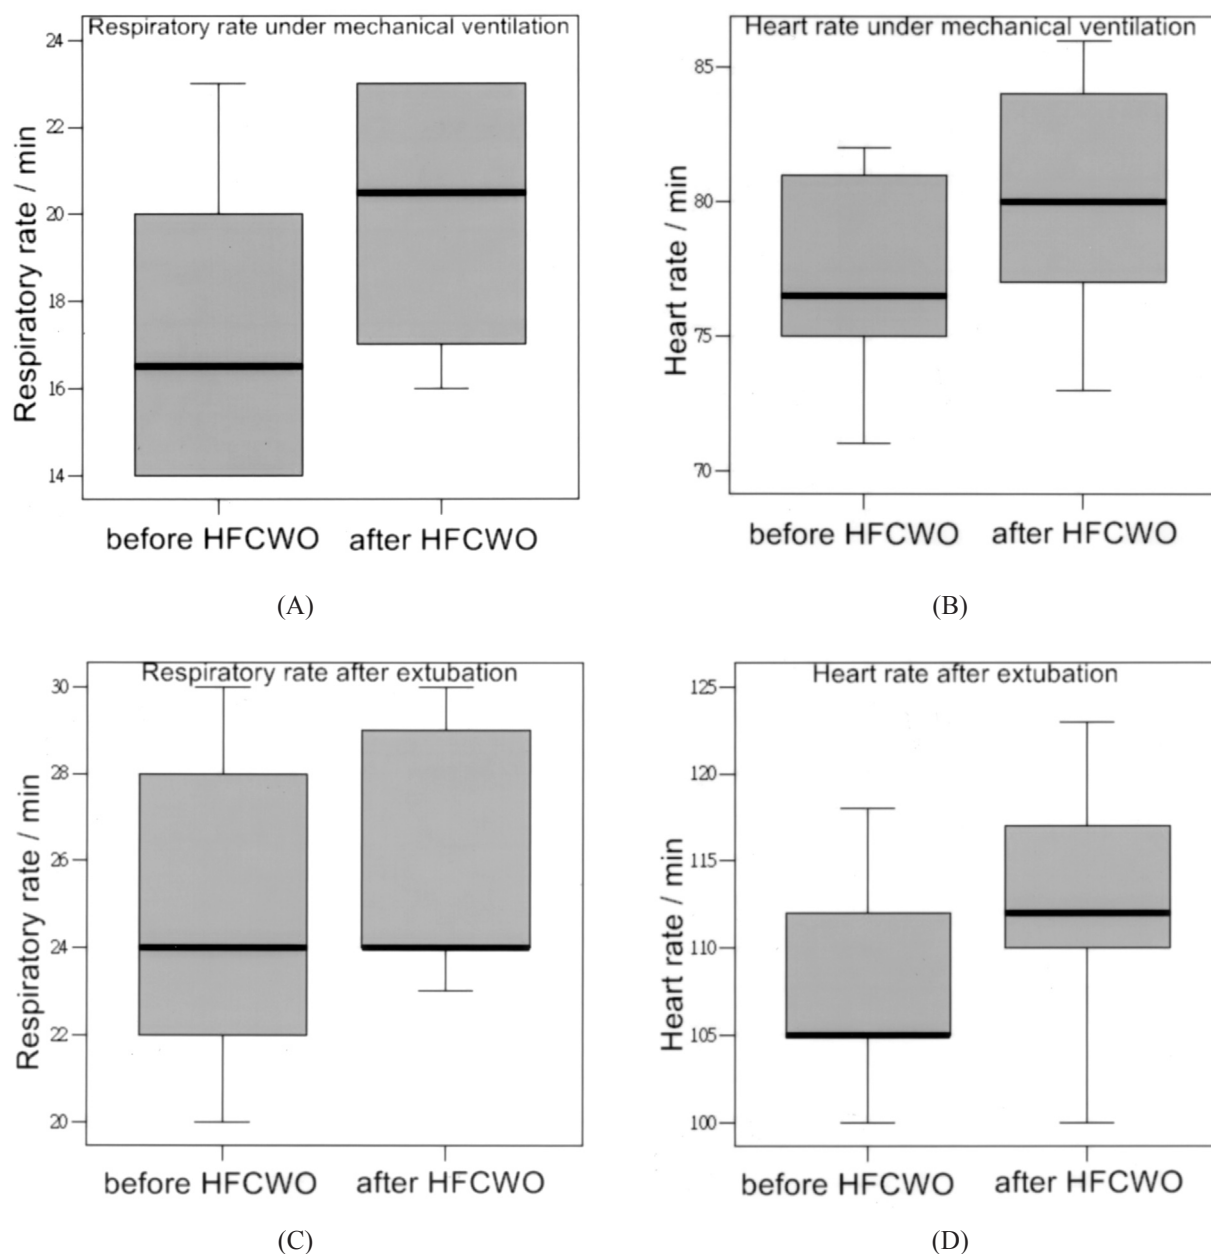 Respiratory rate under mechanical ventilation
24
22
20
18
16
14
Respiratory rate / min
before HFCWO
after HFCWO
(A)
Heart rate under mechanical ventilation
85
80
75
70
Heart rate / min
before HFCWO
after HFCWO
(B)
Respiratory rate after extubation
30
28
26
24
22
20
Respiratory rate / min
before HFCWO
after HFCWO
(C)
Heart rate after extubation
125
120
115
110
105
100
Heart rate / min
before HFCWO
after HFCWO
(D)